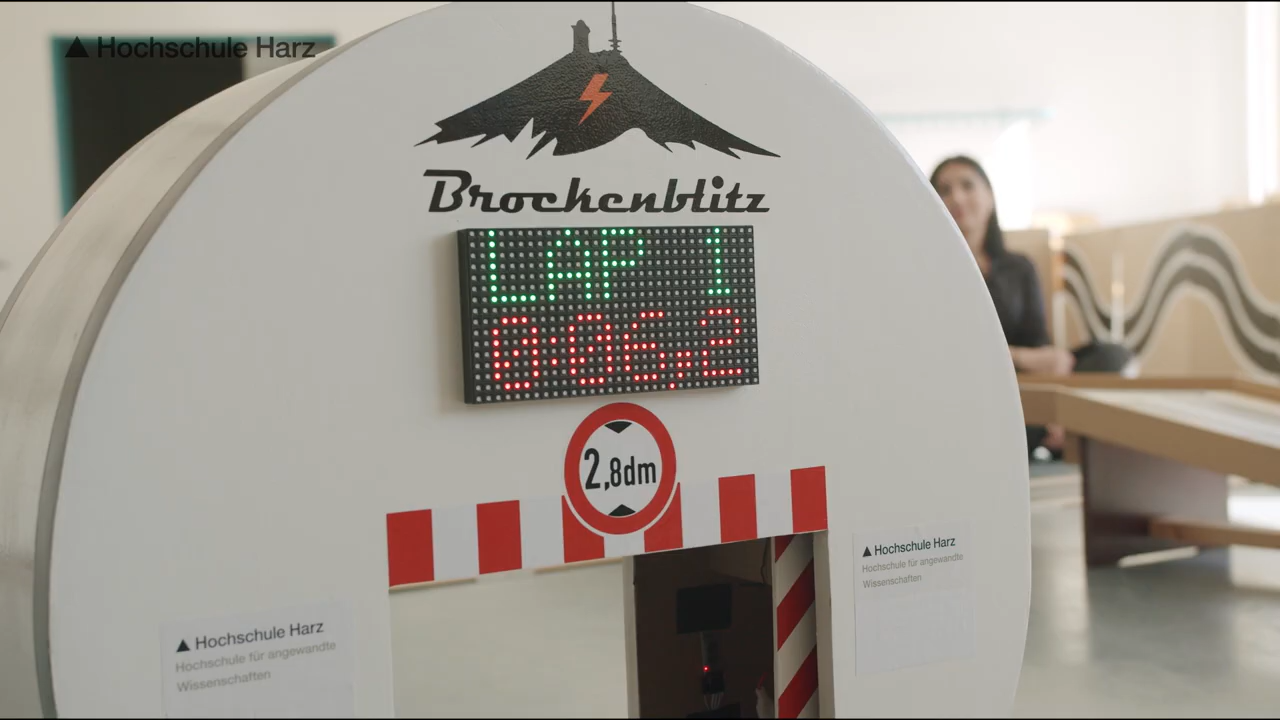 ▲ Hochschule Harz
Brockenblitz
LAP 1
0:06,2
2,8dm
▲ Hochschule Harz
Hochschule für angewandte
Wissenschaften
▲ Hochschule Harz
Hochschule für angewandte
Wissenschaften